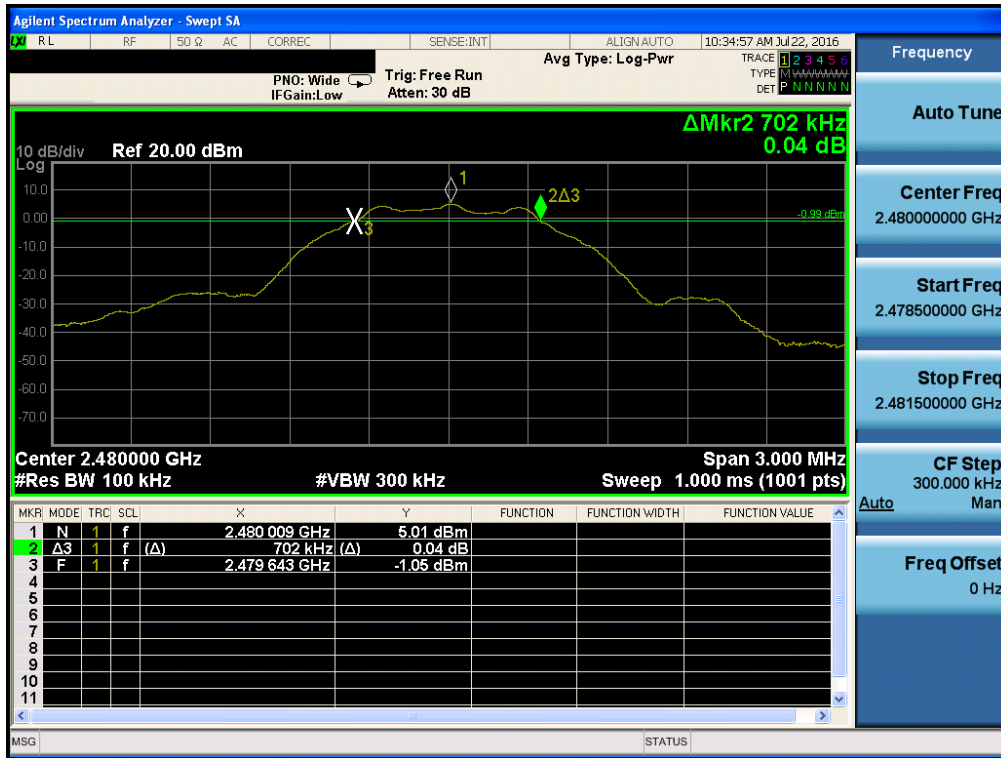 Agilent Spectrum Analyzer - Swept SA
LXI RL RF 50 Ω AC CORREC SENSE:INT ALIGN AUTO 10:34:57 AM Jul 22, 2016
Avg Type: Log-Pwr
TRACE 1 2 3 4 5 6
TYPE M WWWWW
DET P N N N N N
PNO: Wide Trig: Free Run
IFGain:Low Atten: 30 dB
ΔMkr2 702 kHz
0.04 dB
10 dB/div Ref 20.00 dBm
Log
10.0
0.00
-10.0
-20.0
-30.0
-40.0
-50.0
-60.0
-70.0
1
2Δ3
3
-0.99 dBm
Center 2.480000 GHz Span 3.000 MHz
#Res BW 100 kHz #VBW 300 kHz Sweep 1.000 ms (1001 pts)
MKR MODE TRC SCL X Y FUNCTION FUNCTION WIDTH FUNCTION VALUE
1 N 1 f 2.480 009 GHz 5.01 dBm
2 Δ3 1 f (Δ) 702 kHz (Δ) 0.04 dB
3 F 1 f 2.479 643 GHz -1.05 dBm
4
5
6
7
8
9
10
11
MSG STATUS
Frequency
Auto Tune
Center Freq
2.480000000 GHz
Start Freq
2.478500000 GHz
Stop Freq
2.481500000 GHz
CF Step
300.000 kHz
Auto Man
Freq Offset
0 Hz